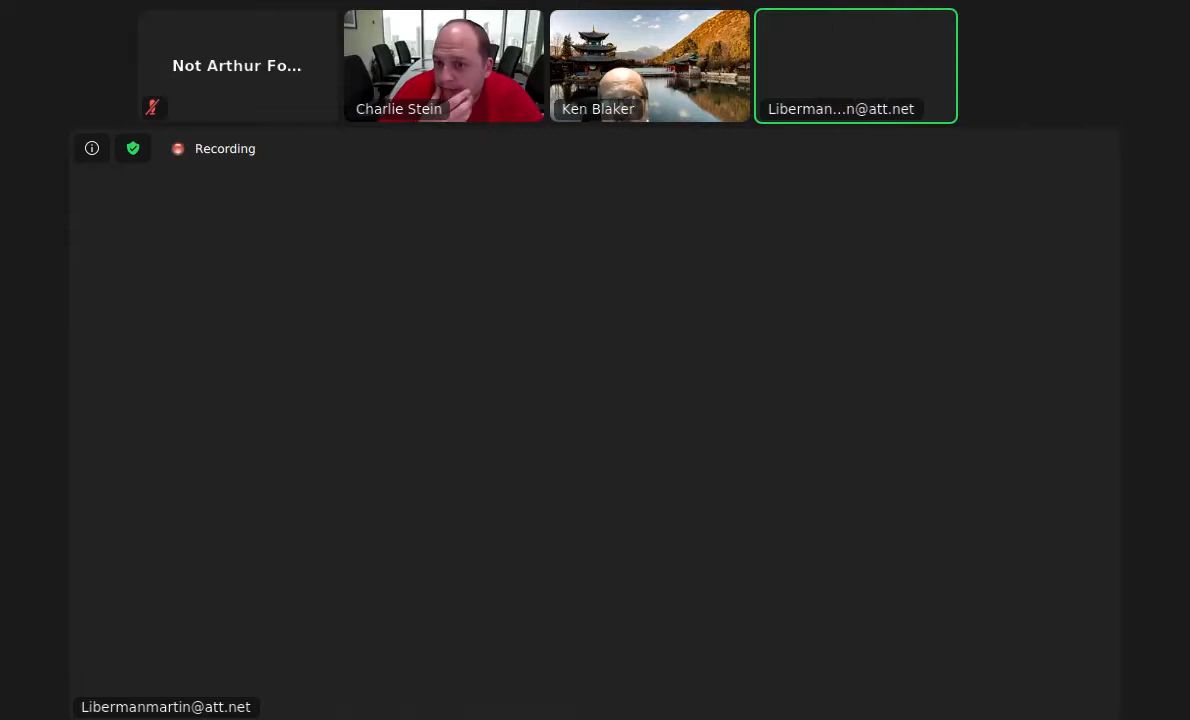 Not Arthur Fo...
Charlie Stein
Ken Blaker
Liberman...n@att.net
Recording
Libermanmartin@att.net